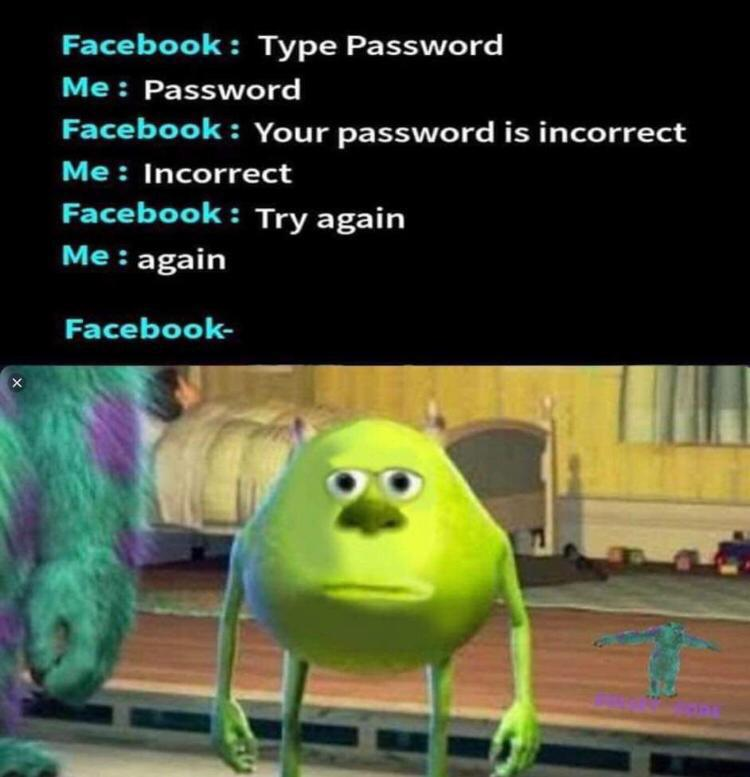 Facebook : Type Password
Me : Password
Facebook : Your password is incorrect
Me : Incorrect
Facebook : Try again
Me : again
Facebook-